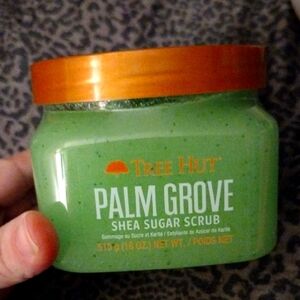 TREE HUT
PALM GROVE
SHEA SUGAR SCRUB
Gommage au Sucre et Karité / Exfoliante de Azúcar de Karité
510 g (18 OZ) NET WT. / POIDS NET